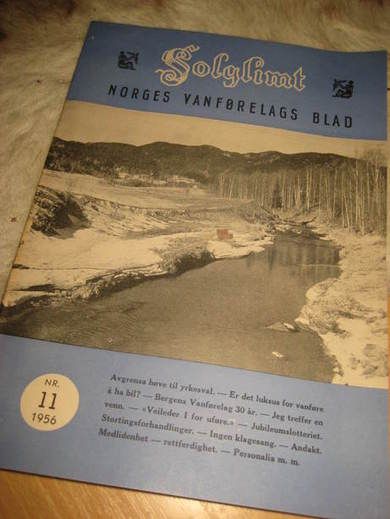 Solglimt
NORGES VANFØRELAGS BLAD
NR.
11
1956
Avgrensa høve til yrkesval. — Er det luksus for vanføre
å ha bil? — Bergens Vanførelag 30 år. — Jeg treffer en
venn. — «Veileder I for uføre.» — Jubileumslotteriet.
Stortingsforhandlinger. — Ingen klagesang. — Andakt.
Medlidenhet — rettferdighet. — Personalia m. m.